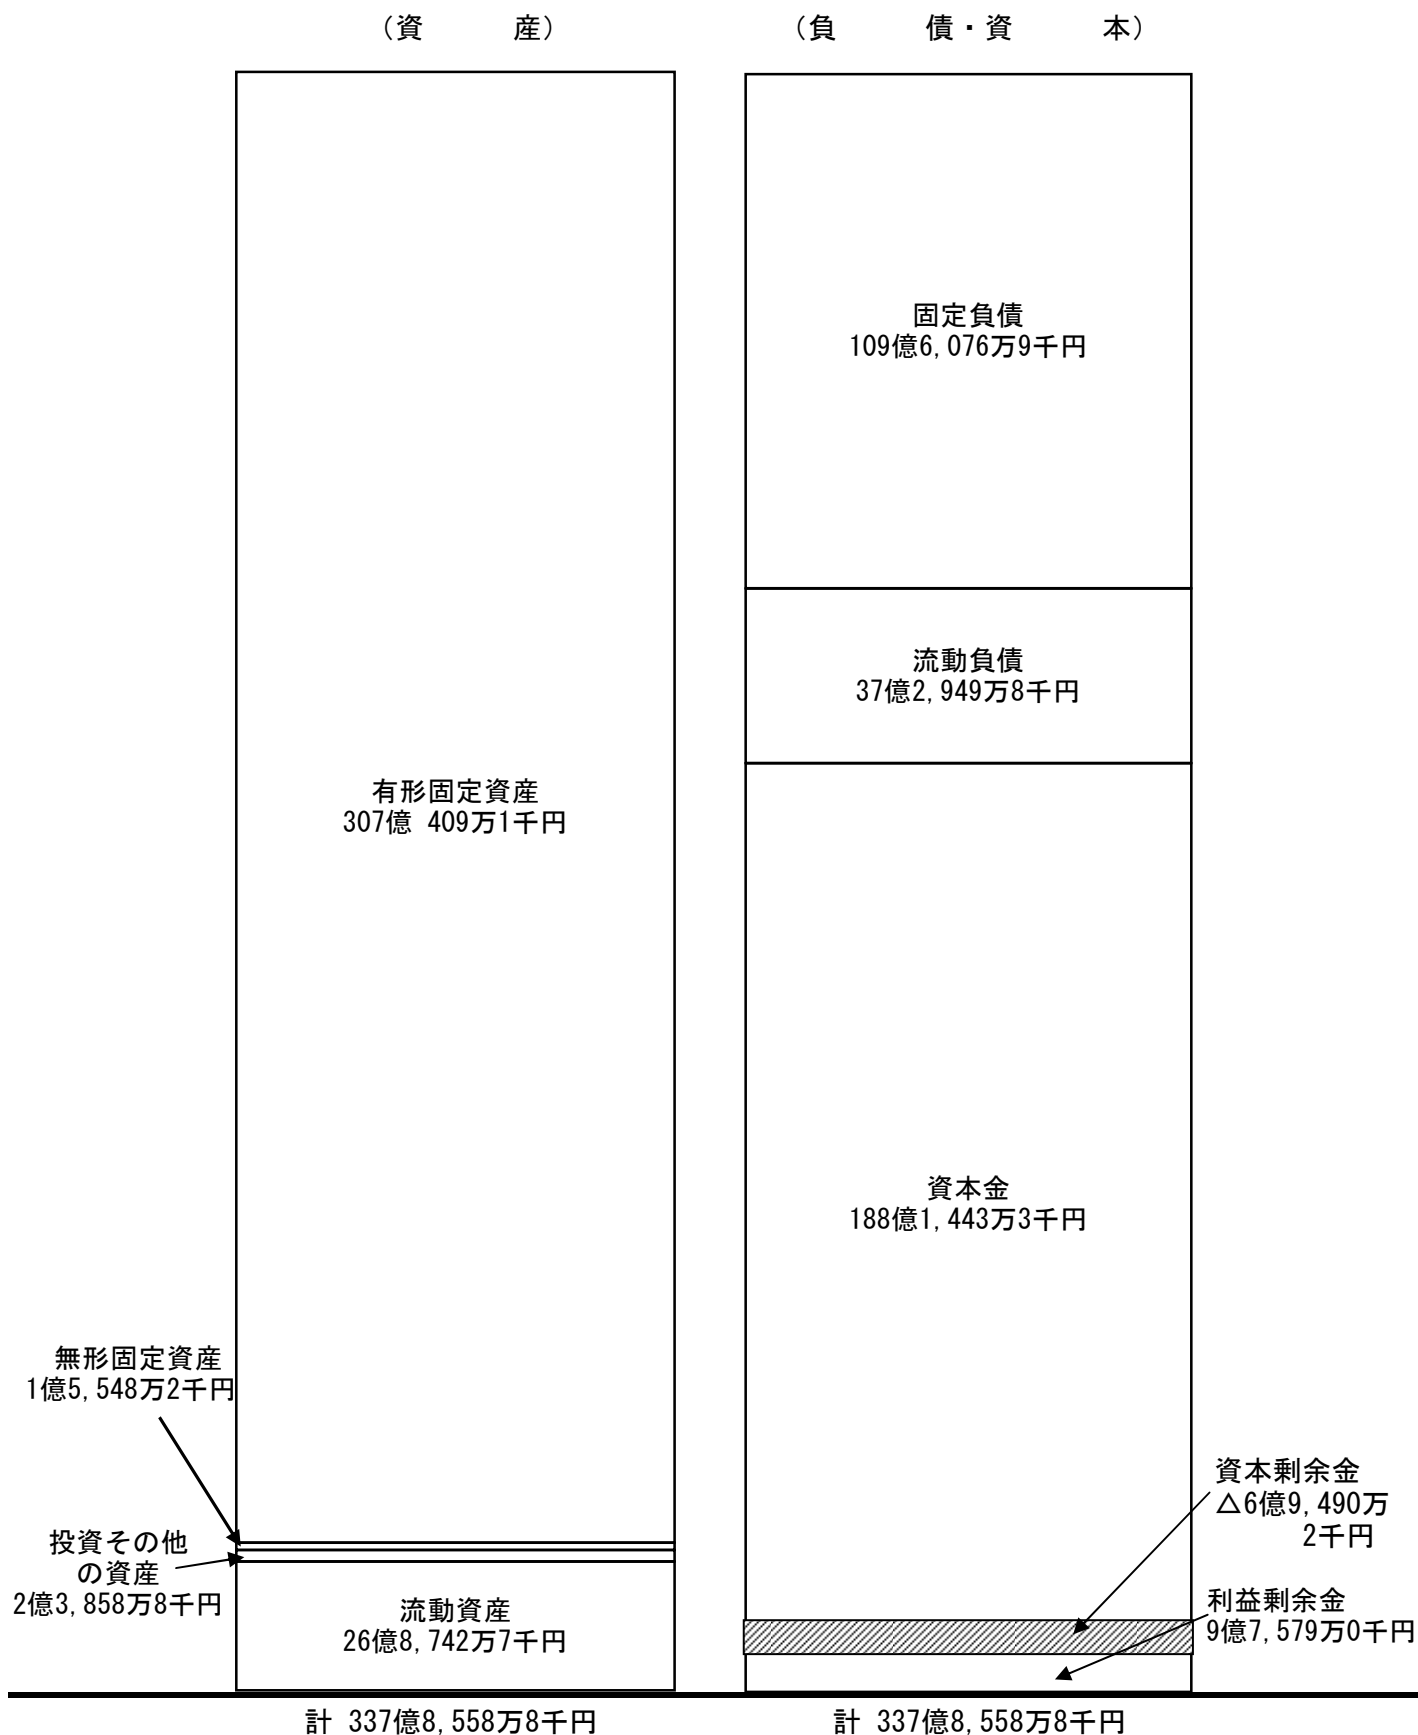 (資　　　産)
(負　　　債・資　　　本)
固定負債
109億6,076万9千円
流動負債
37億2,949万8千円
有形固定資産
307億 409万1千円
資本金
188億1,443万3千円
無形固定資産
1億5,548万2千円
資本剰余金
△6億9,490万
2千円
投資その他
の資産
2億3,858万8千円
流動資産
26億8,742万7千円
利益剰余金
9億7,579万0千円
計 337億8,558万8千円
計 337億8,558万8千円